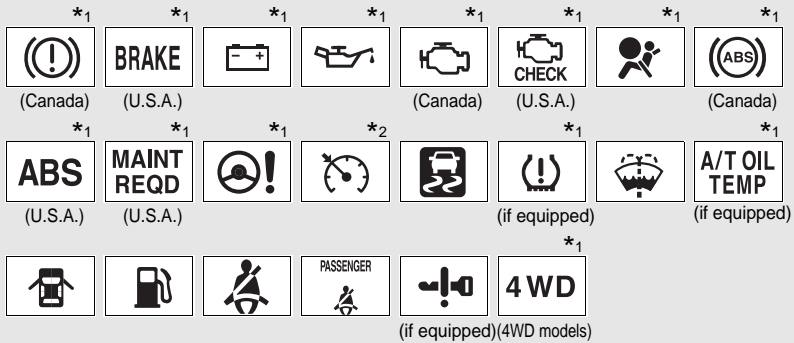 *1 *1 *1 *1 *1 *1 *1 *1
BRAKE CHECK ABS
(Canada) (U.S.A.) (Canada) (U.S.A.) (Canada)
*1 *1 *1 *2 *1 *1
ABS MAINT REQD A/T OIL TEMP
(U.S.A.) (U.S.A.) (if equipped) (if equipped)
*1
PASSENGER 4WD
(if equipped) (4WD models)